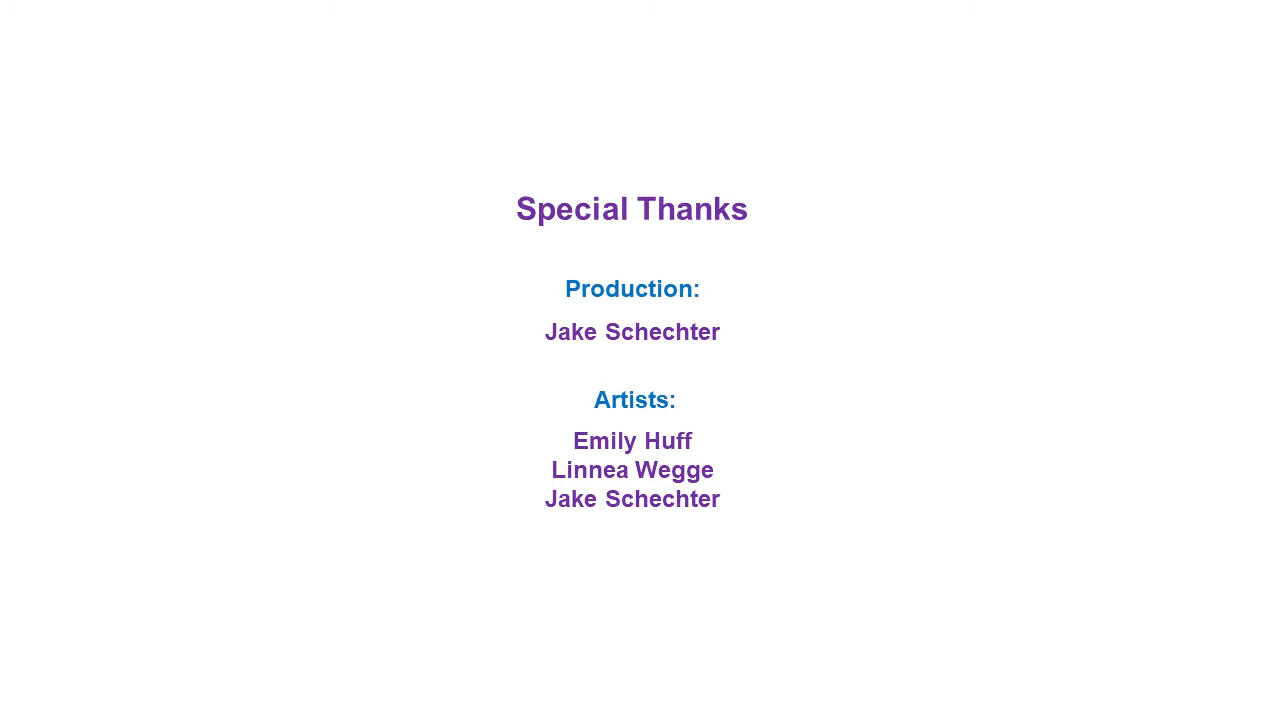 Special Thanks
Production:
Jake Schechter
Artists:
Emily Huff
Linnea Wegge
Jake Schechter